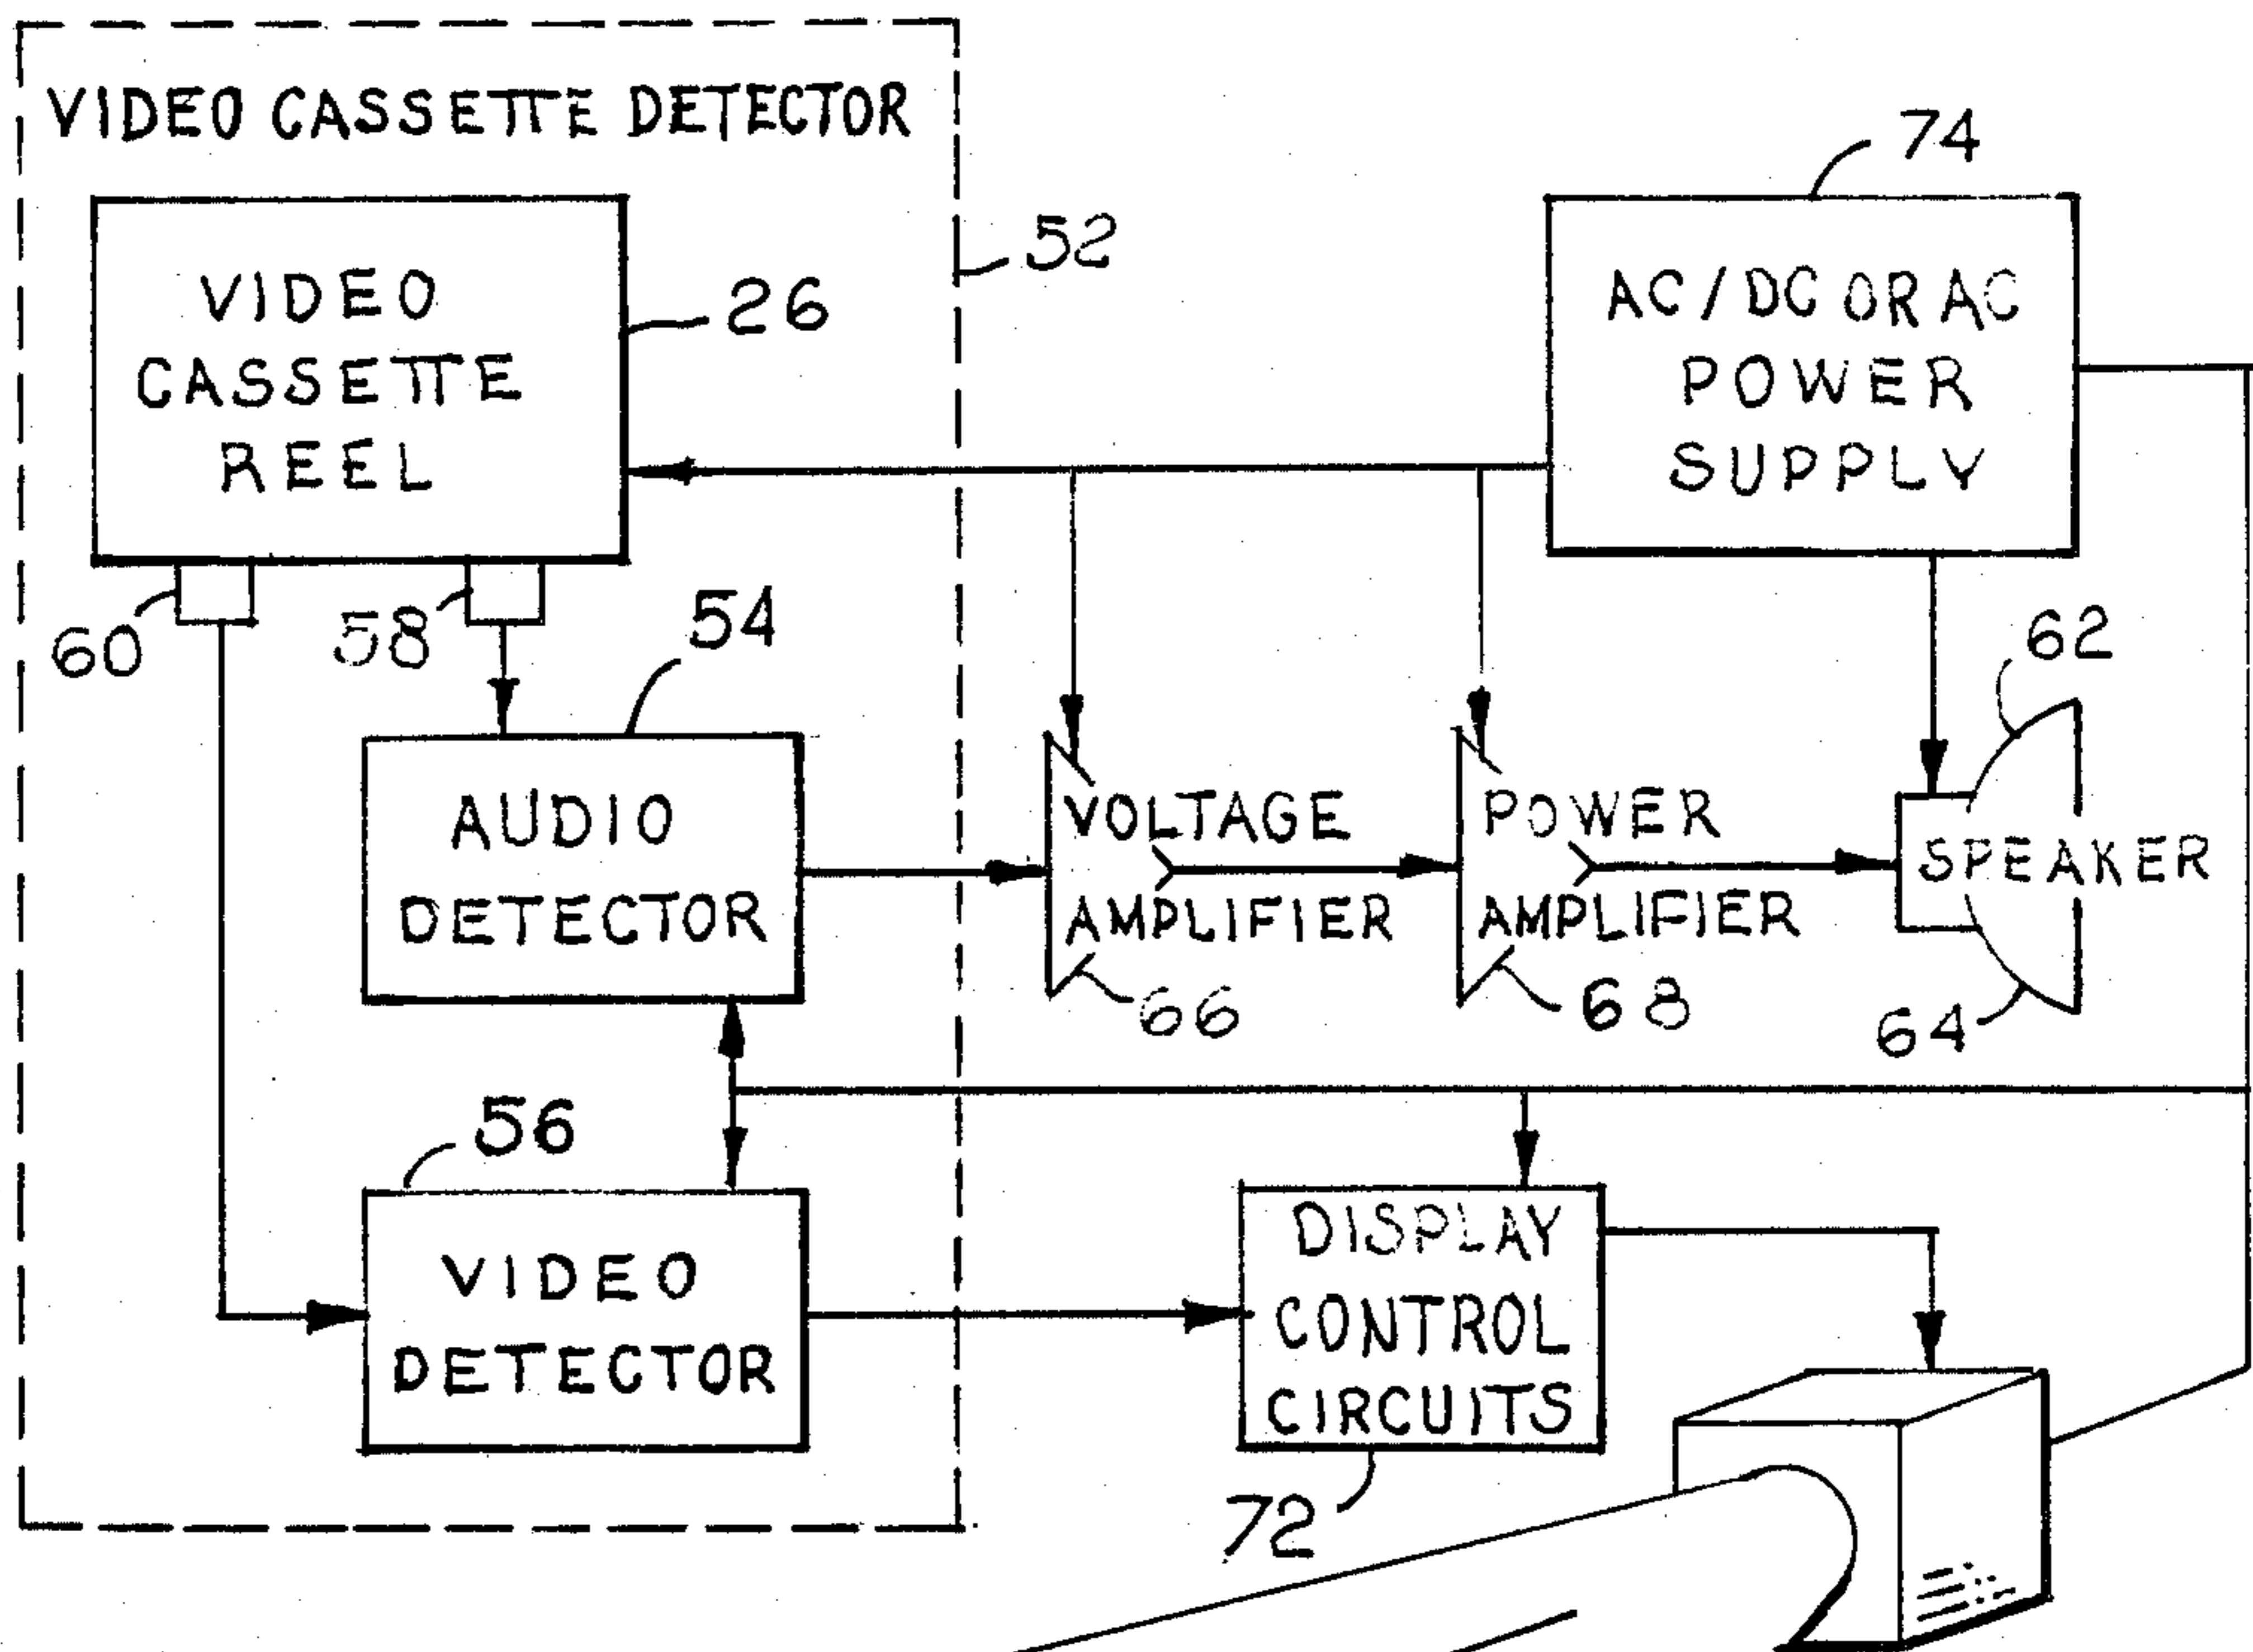 VIDEO CASSETTE DETECTOR
74
52
VIDEO
CASSETTE
REEL
26
AC/DC OR AC
POWER
SUPPLY
60
58
54
62
AUDIO
DETECTOR
VOLTAGE
AMPLIFIER
POWER
AMPLIFIER
SPEAKER
66
68
64
56
VIDEO
DETECTOR
DISPLAY
CONTROL
CIRCUITS
72